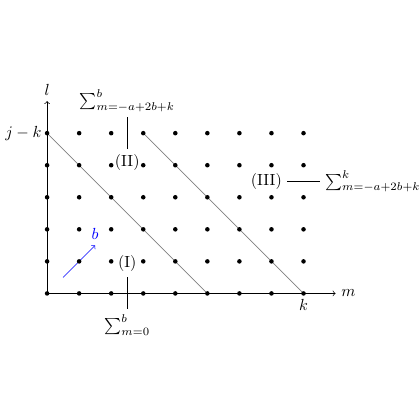 l
∑_{m=-a+2b+k}^{b}
j − k
(II)
(III)
∑_{m=-a+2b+k}^{k}
b
(I)
m
k
∑_{m=0}^{b}